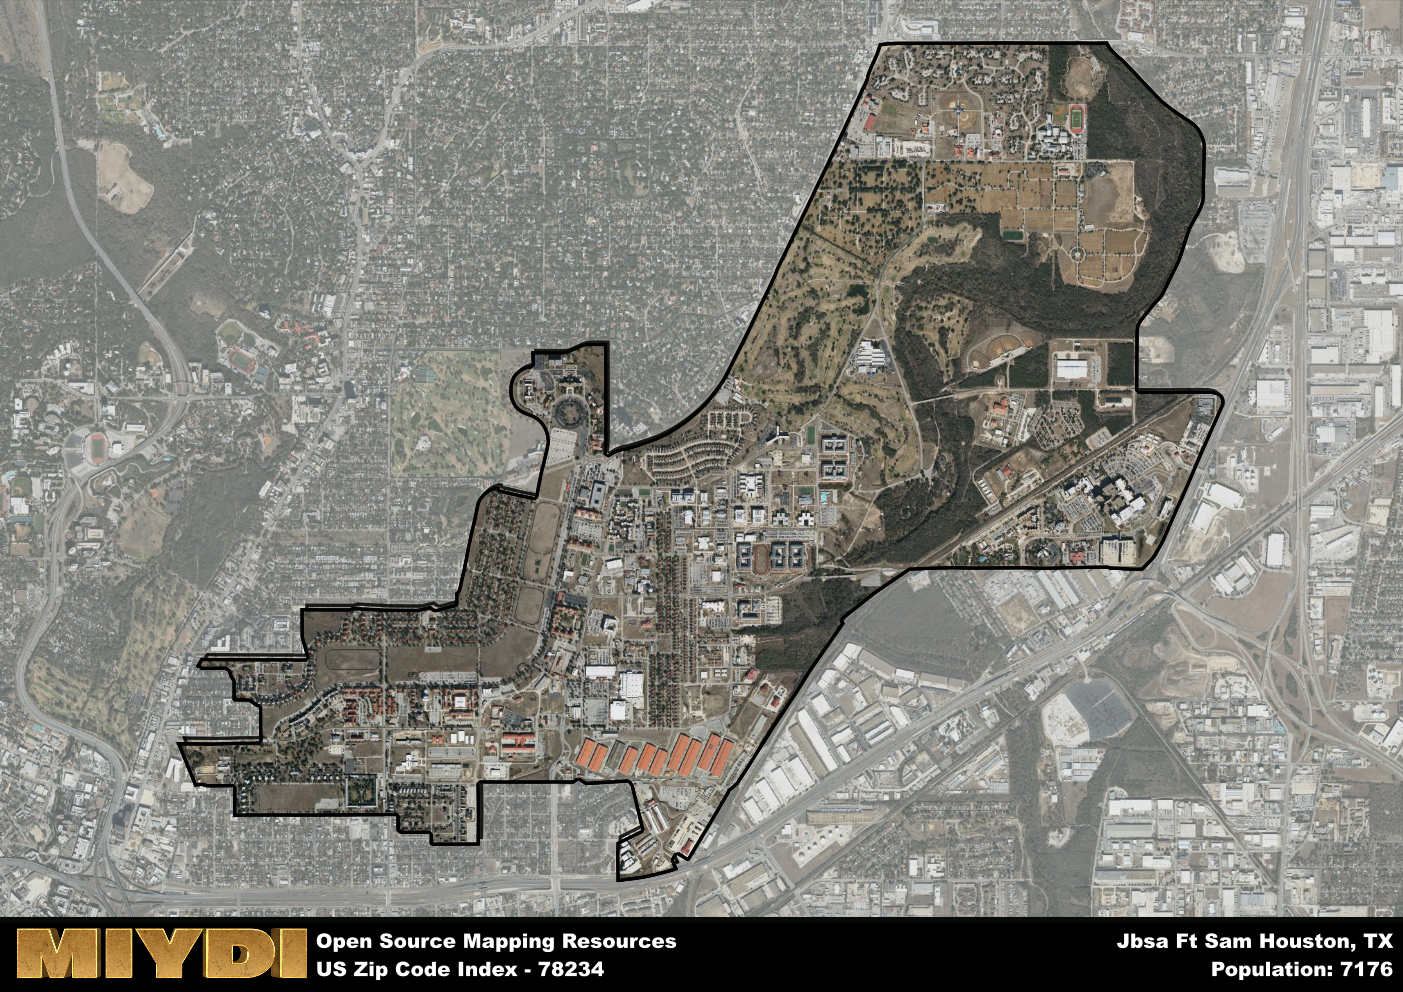 MIYDI
Open Source Mapping Resources
US Zip Code Index - 78234
Jbsa Ft Sam Houston, TX
Population: 7176